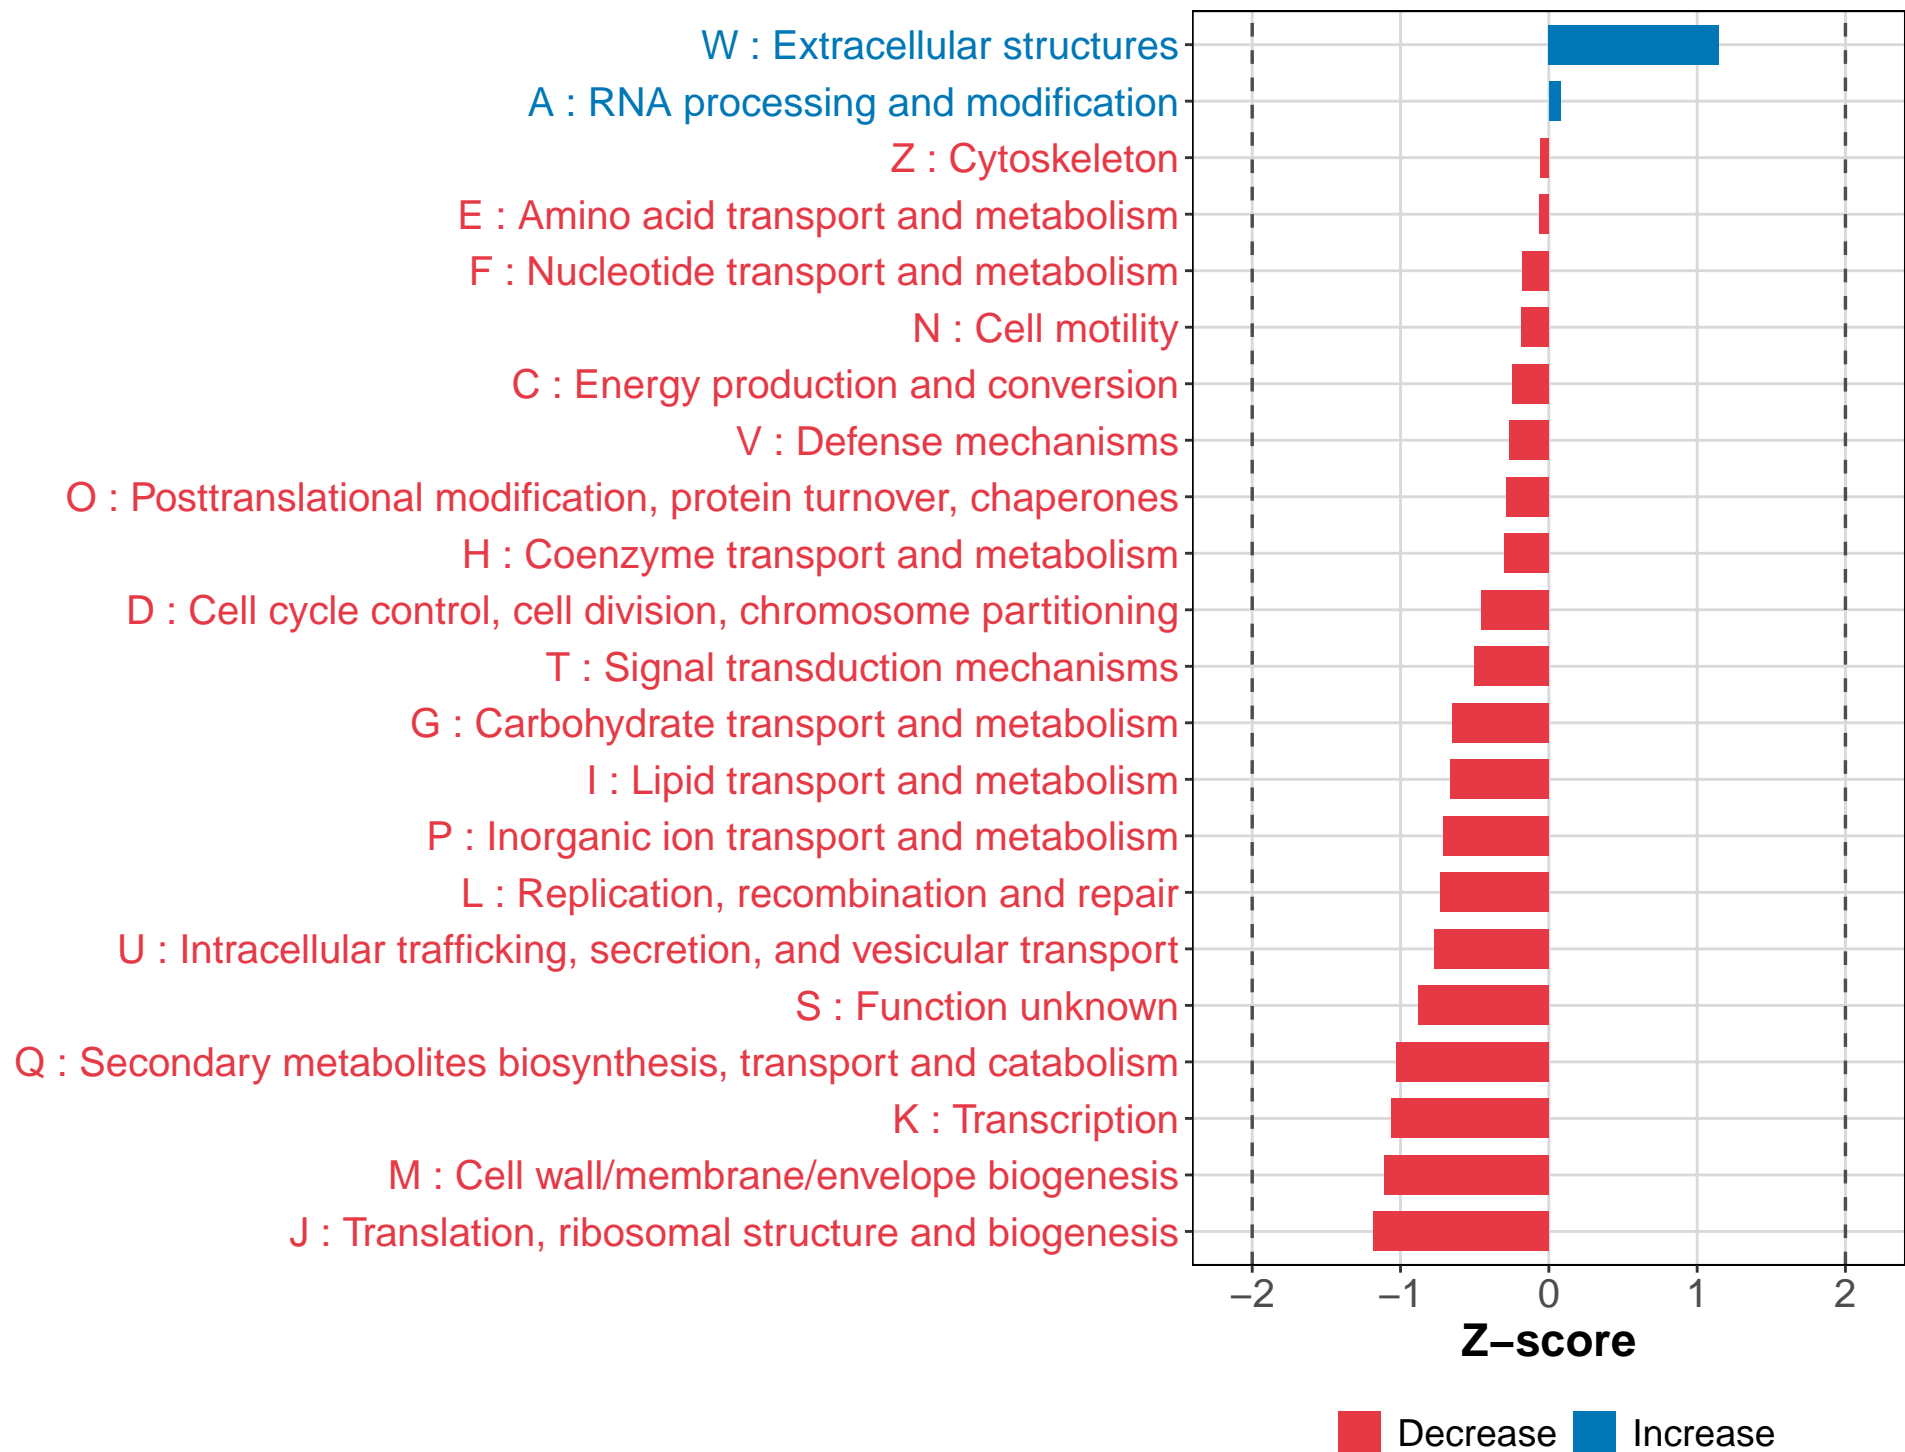 W : Extracellular structures
A : RNA processing and modification
Z : Cytoskeleton
E : Amino acid transport and metabolism
F : Nucleotide transport and metabolism
N : Cell motility
C : Energy production and conversion
V : Defense mechanisms
O : Posttranslational modification, protein turnover, chaperones
H : Coenzyme transport and metabolism
D : Cell cycle control, cell division, chromosome partitioning
T : Signal transduction mechanisms
G : Carbohydrate transport and metabolism
I : Lipid transport and metabolism
P : Inorganic ion transport and metabolism
L : Replication, recombination and repair
U : Intracellular trafficking, secretion, and vesicular transport
S : Function unknown
Q : Secondary metabolites biosynthesis, transport and catabolism
K : Transcription
M : Cell wall/membrane/envelope biogenesis
J : Translation, ribosomal structure and biogenesis
−2 −1 0 1 2
Z−score
Decrease Increase